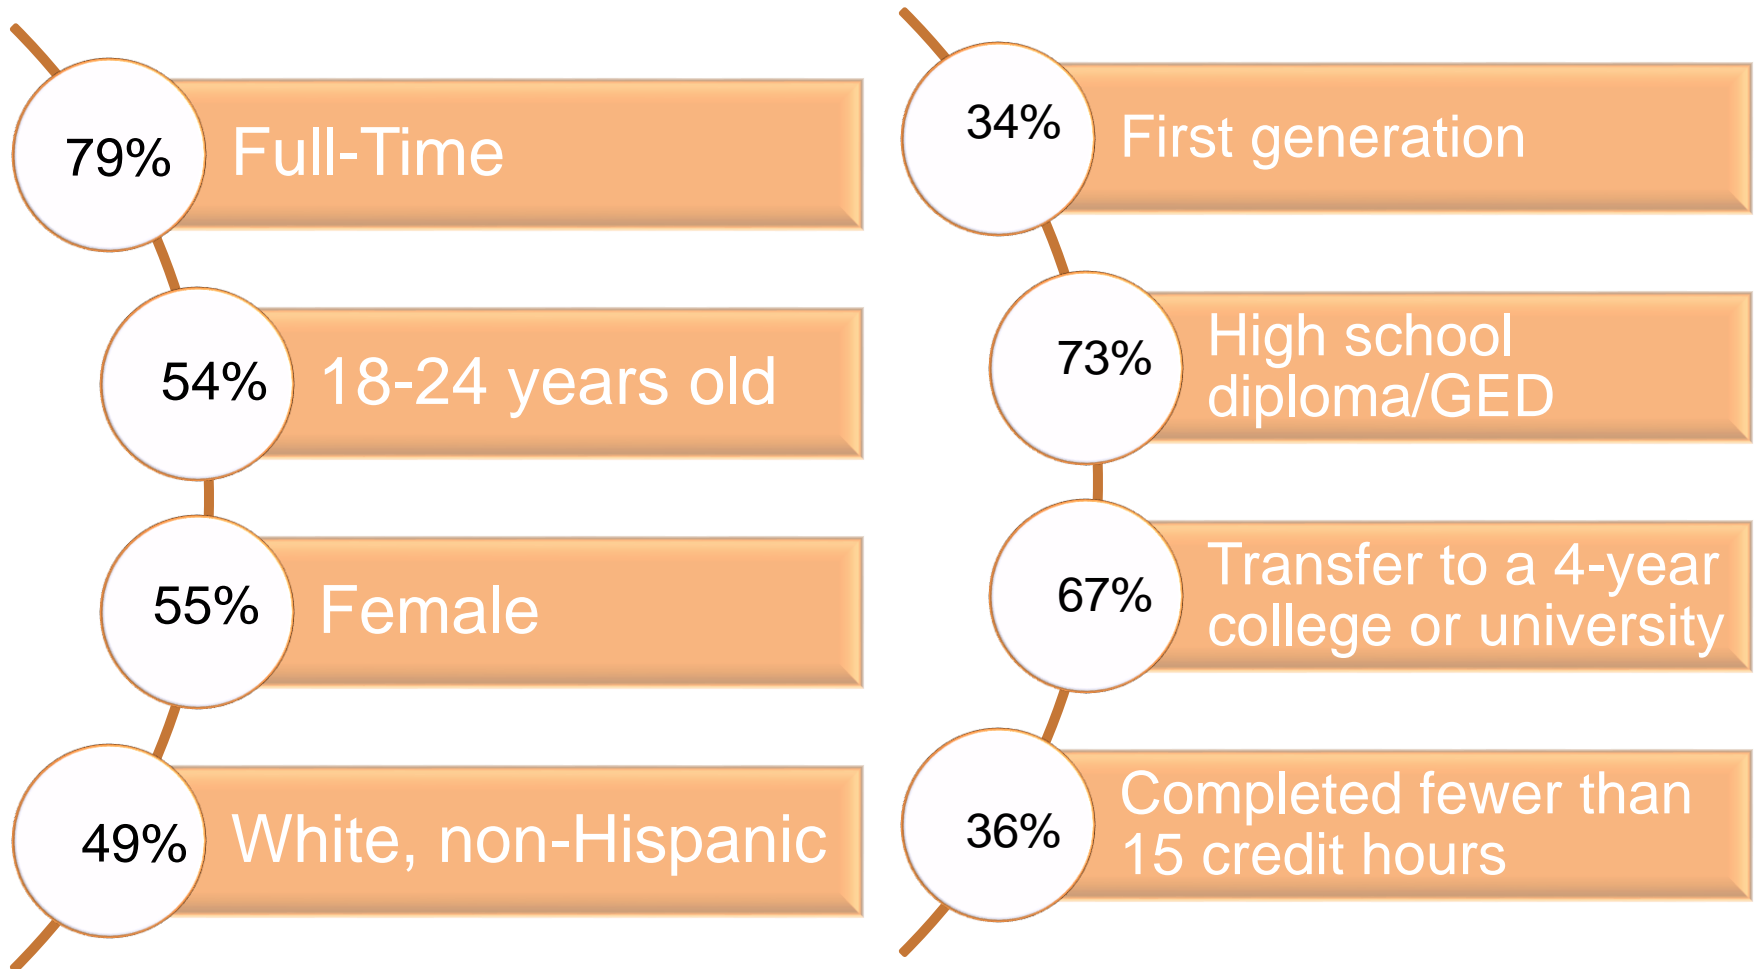 79%
Full-Time
54%
18-24 years old
55%
Female
49%
White, non-Hispanic
34%
First generation
73%
High school
diploma/GED
67%
Transfer to a 4-year
college or university
36%
Completed fewer than
15 credit hours